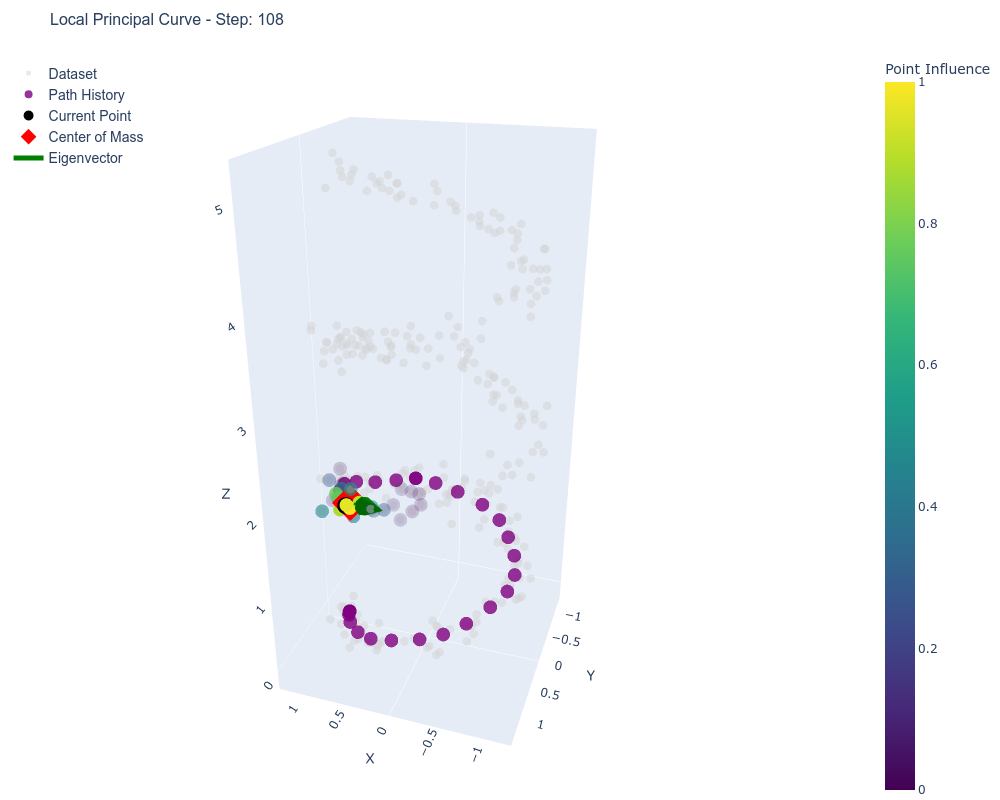 Local Principal Curve - Step: 108
Dataset
Path History
Current Point
Center of Mass
Eigenvector
Point Influence
1
0.8
0.6
0.4
0.2
0
5
4
3
Z
2
1
0
1
0.5
0
−0.5
−1
X
−1
−0.5
0
0.5
1
Y